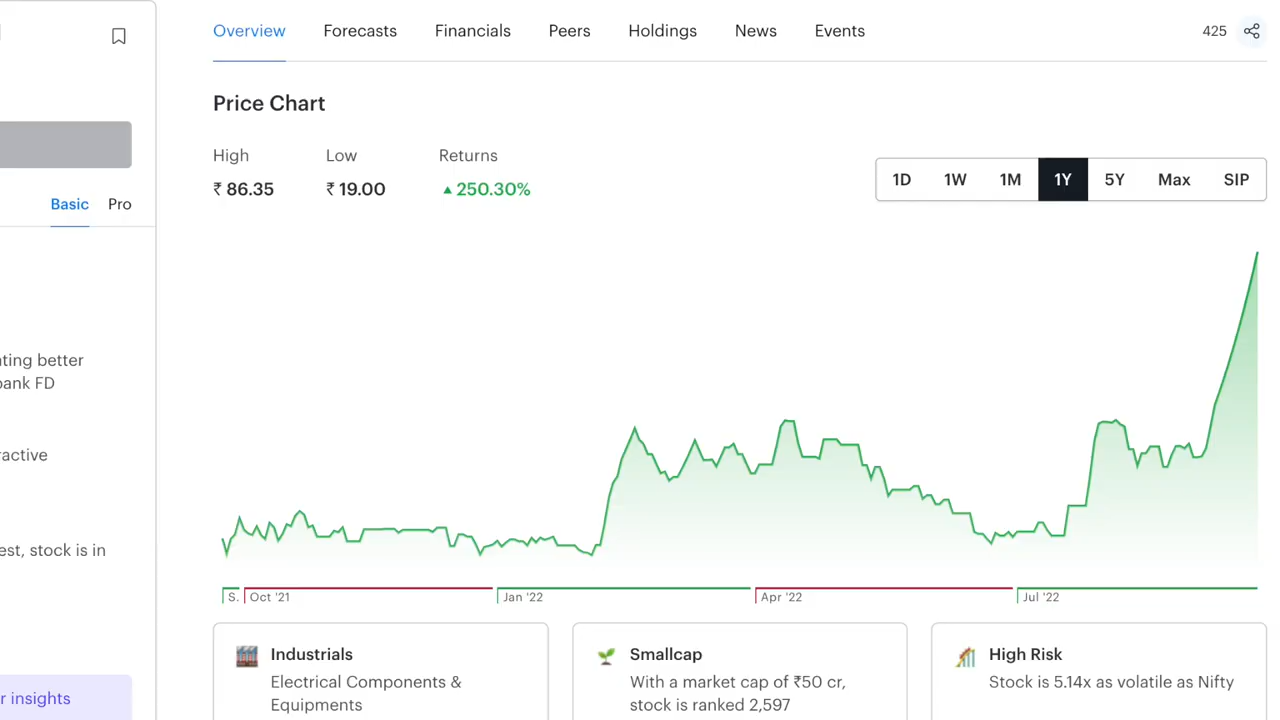 Overview Forecasts Financials Peers Holdings News Events 425
Price Chart
High Low Returns
₹ 86.35 ₹ 19.00 ▲ 250.30%
1D 1W 1M 1Y 5Y Max SIP
Basic Pro
better
FD
est, stock is in
insights
S. Oct '21 Jan '22 Apr '22 Jul '22
Industrials
Electrical Components &
Equipments
Smallcap
With a market cap of ₹50 cr,
stock is ranked 2,597
High Risk
Stock is 5.14x as volatile as Nifty